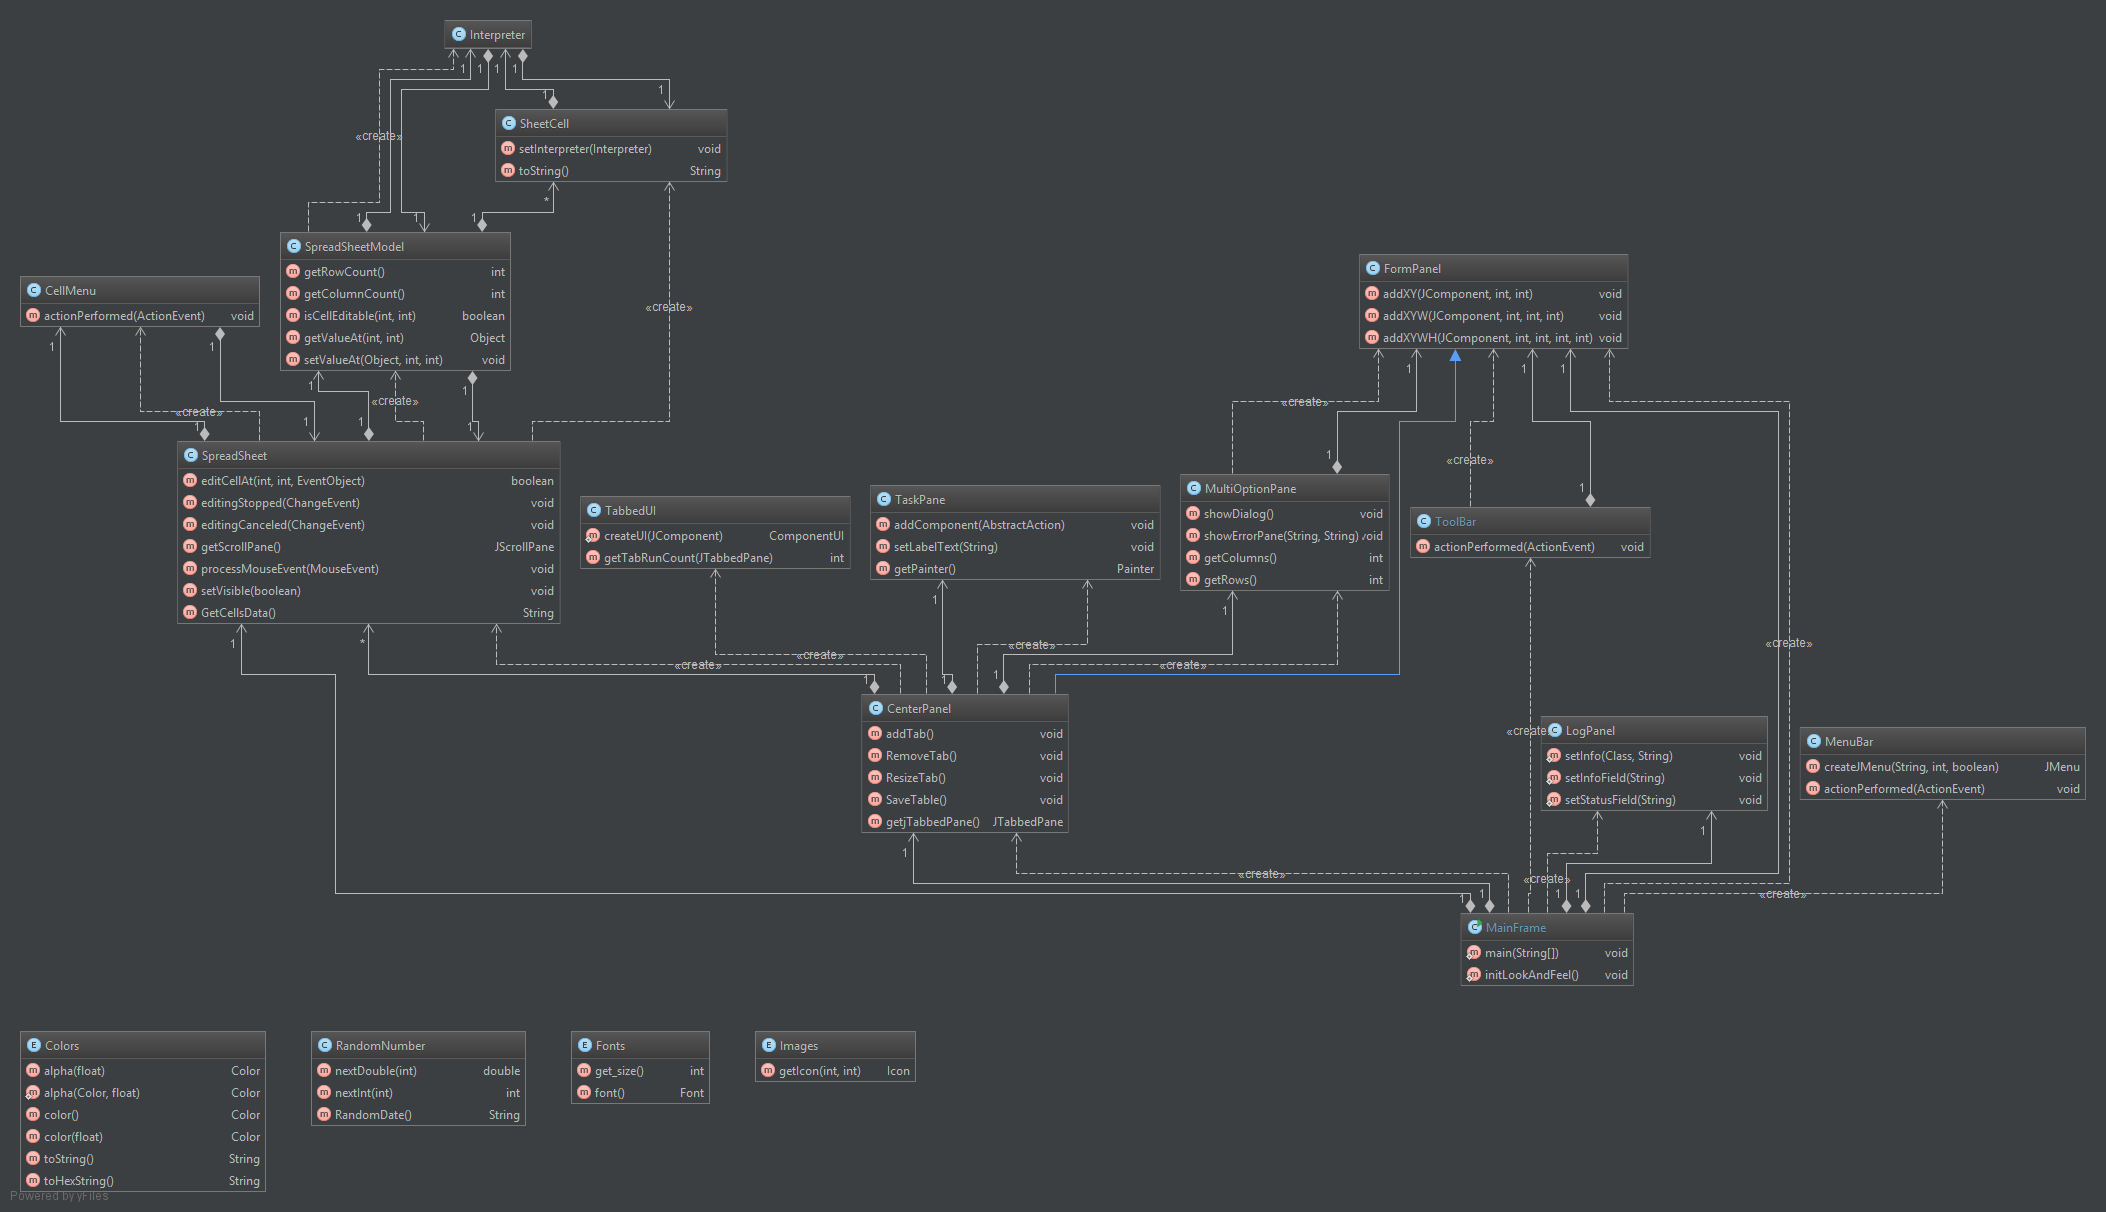 Interpreter
1 1 1 1
1 1
«create»
SheetCell
setInterpreter(Interpreter) void
toString() String
*
1 1 1
SpreadSheetModel
getRowCount() int
getColumnCount() int
isCellEditable(int, int) boolean
getValueAt(int, int) Object
setValueAt(Object, int, int) void
CellMenu
actionPerformed(ActionEvent) void
«create»
FormPanel
addXY(JComponent, int, int) void
addXYW(JComponent, int, int, int) void
addXYWH(JComponent, int, int, int, int) void
1 1 1 1 1
1 1 1
«create» «create» «create»
1 1 1 1
SpreadSheet
editCellAt(int, int, EventObject) boolean
editingStopped(ChangeEvent) void
editingCanceled(ChangeEvent) void
getScrollPane() JScrollPane
processMouseEvent(MouseEvent) void
setVisible(boolean) void
GetCellsData() String
TabbedUI
createUI(JComponent) ComponentUI
getTabRunCount(JTabbedPane) int
TaskPane
addComponent(AbstractAction) void
setLabelText(String) void
getPainter() Painter
1
MultiOptionPane
showDialog() void
showErrorPane(String, String) void
getColumns() int
getRows() int
«create»
1
ToolBar
actionPerformed(ActionEvent) void
1 * 1 1
«create» «create» «create» «create» «create»
1 1 1
CenterPanel
addTab() void
RemoveTab() void
ResizeTab() void
SaveTable() void
getjTabbedPane() JTabbedPane
«create»
LogPanel
setInfo(Class, String) void
setInfoField(String) void
setStatusField(String) void
MenuBar
createJMenu(String, int, boolean) JMenu
actionPerformed(ActionEvent) void
1 1
«create» «create» «create»
1 1 1 1
MainFrame
main(String[]) void
initLookAndFeel() void
Colors
alpha(float) Color
alpha(Color, float) Color
color() Color
color(float) Color
toString() String
toHexString() String
RandomNumber
nextDouble(int) double
nextInt(int) int
RandomDate() String
Fonts
get_size() int
font() Font
Images
getIcon(int, int) Icon
Powered by yFiles